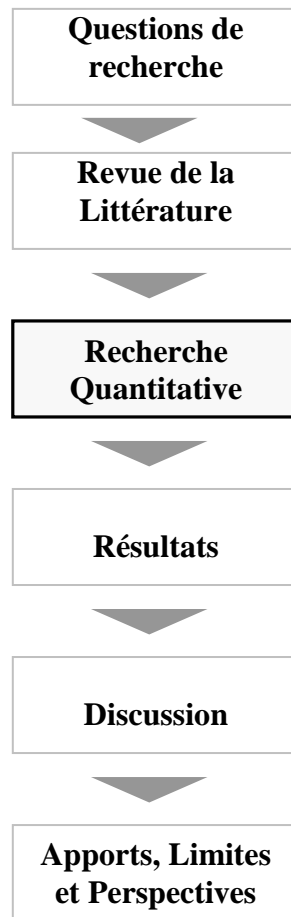 Questions de
recherche
Revue de la
Littérature
Recherche
Quantitative
Résultats
Discussion
Apports, Limites
et Perspectives